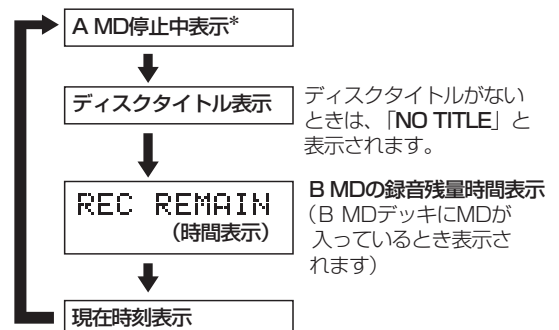 A MD停止中表示*
ディスクタイトル表示
ディスクタイトルがない
ときは、「NO TITLE」と
表示されます。
REC REMAIN
(時間表示)
B MDの録音残量時間表示
(B MDデッキにMDが
入っているとき表示さ
れます)
現在時刻表示